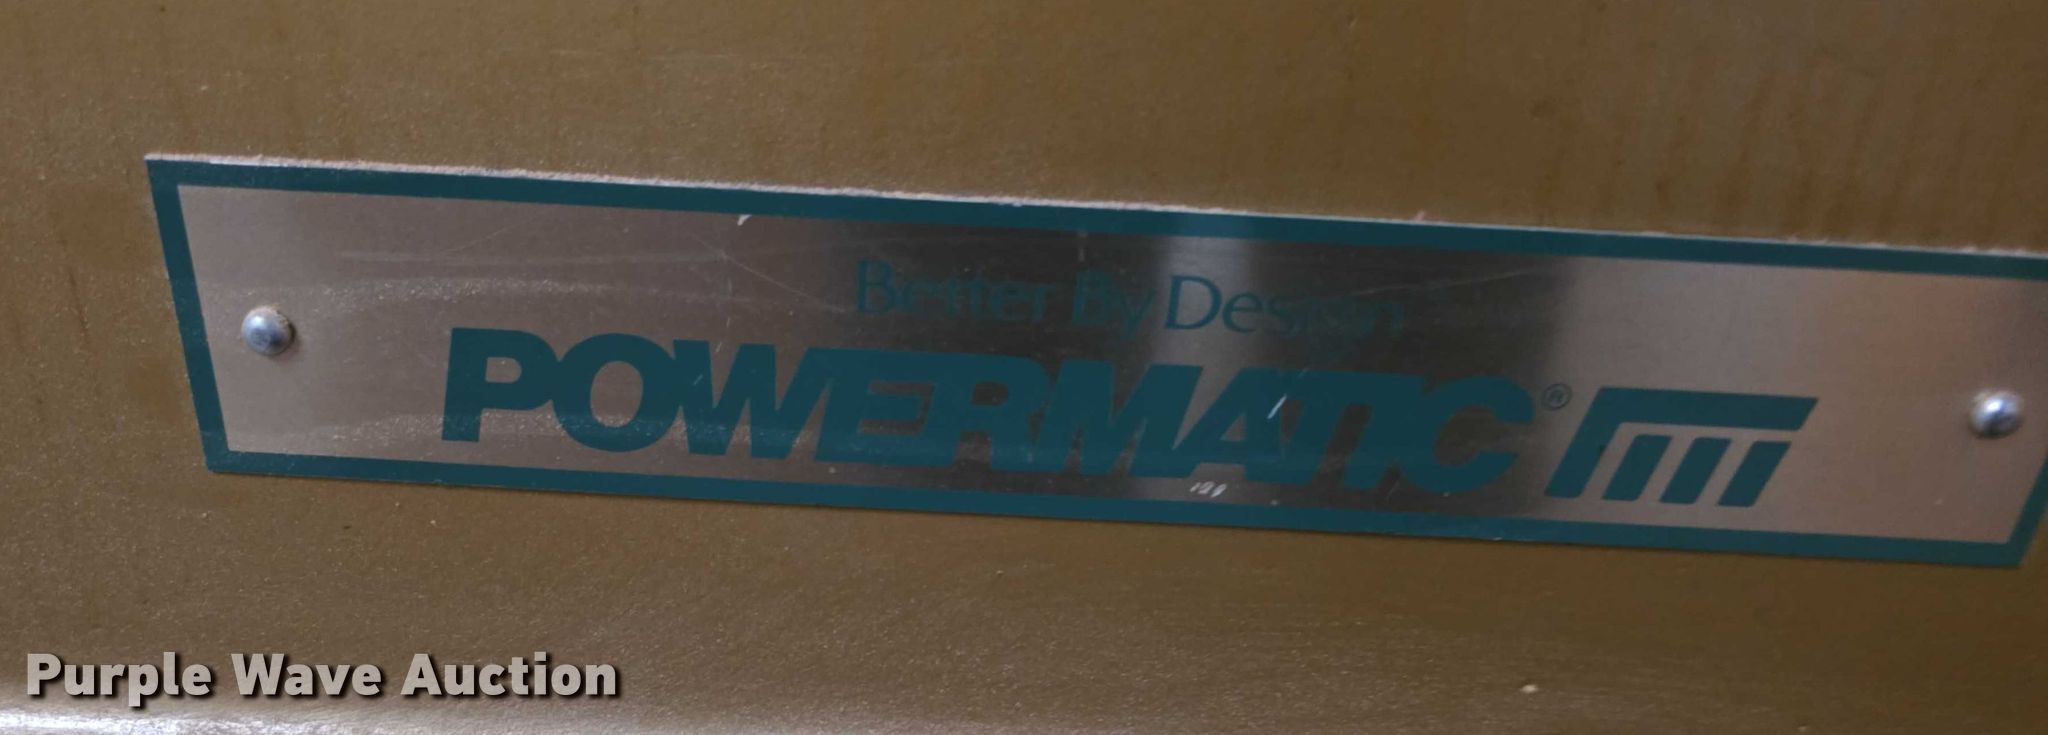 Better By Design
POWERMATIC®
Purple Wave Auction